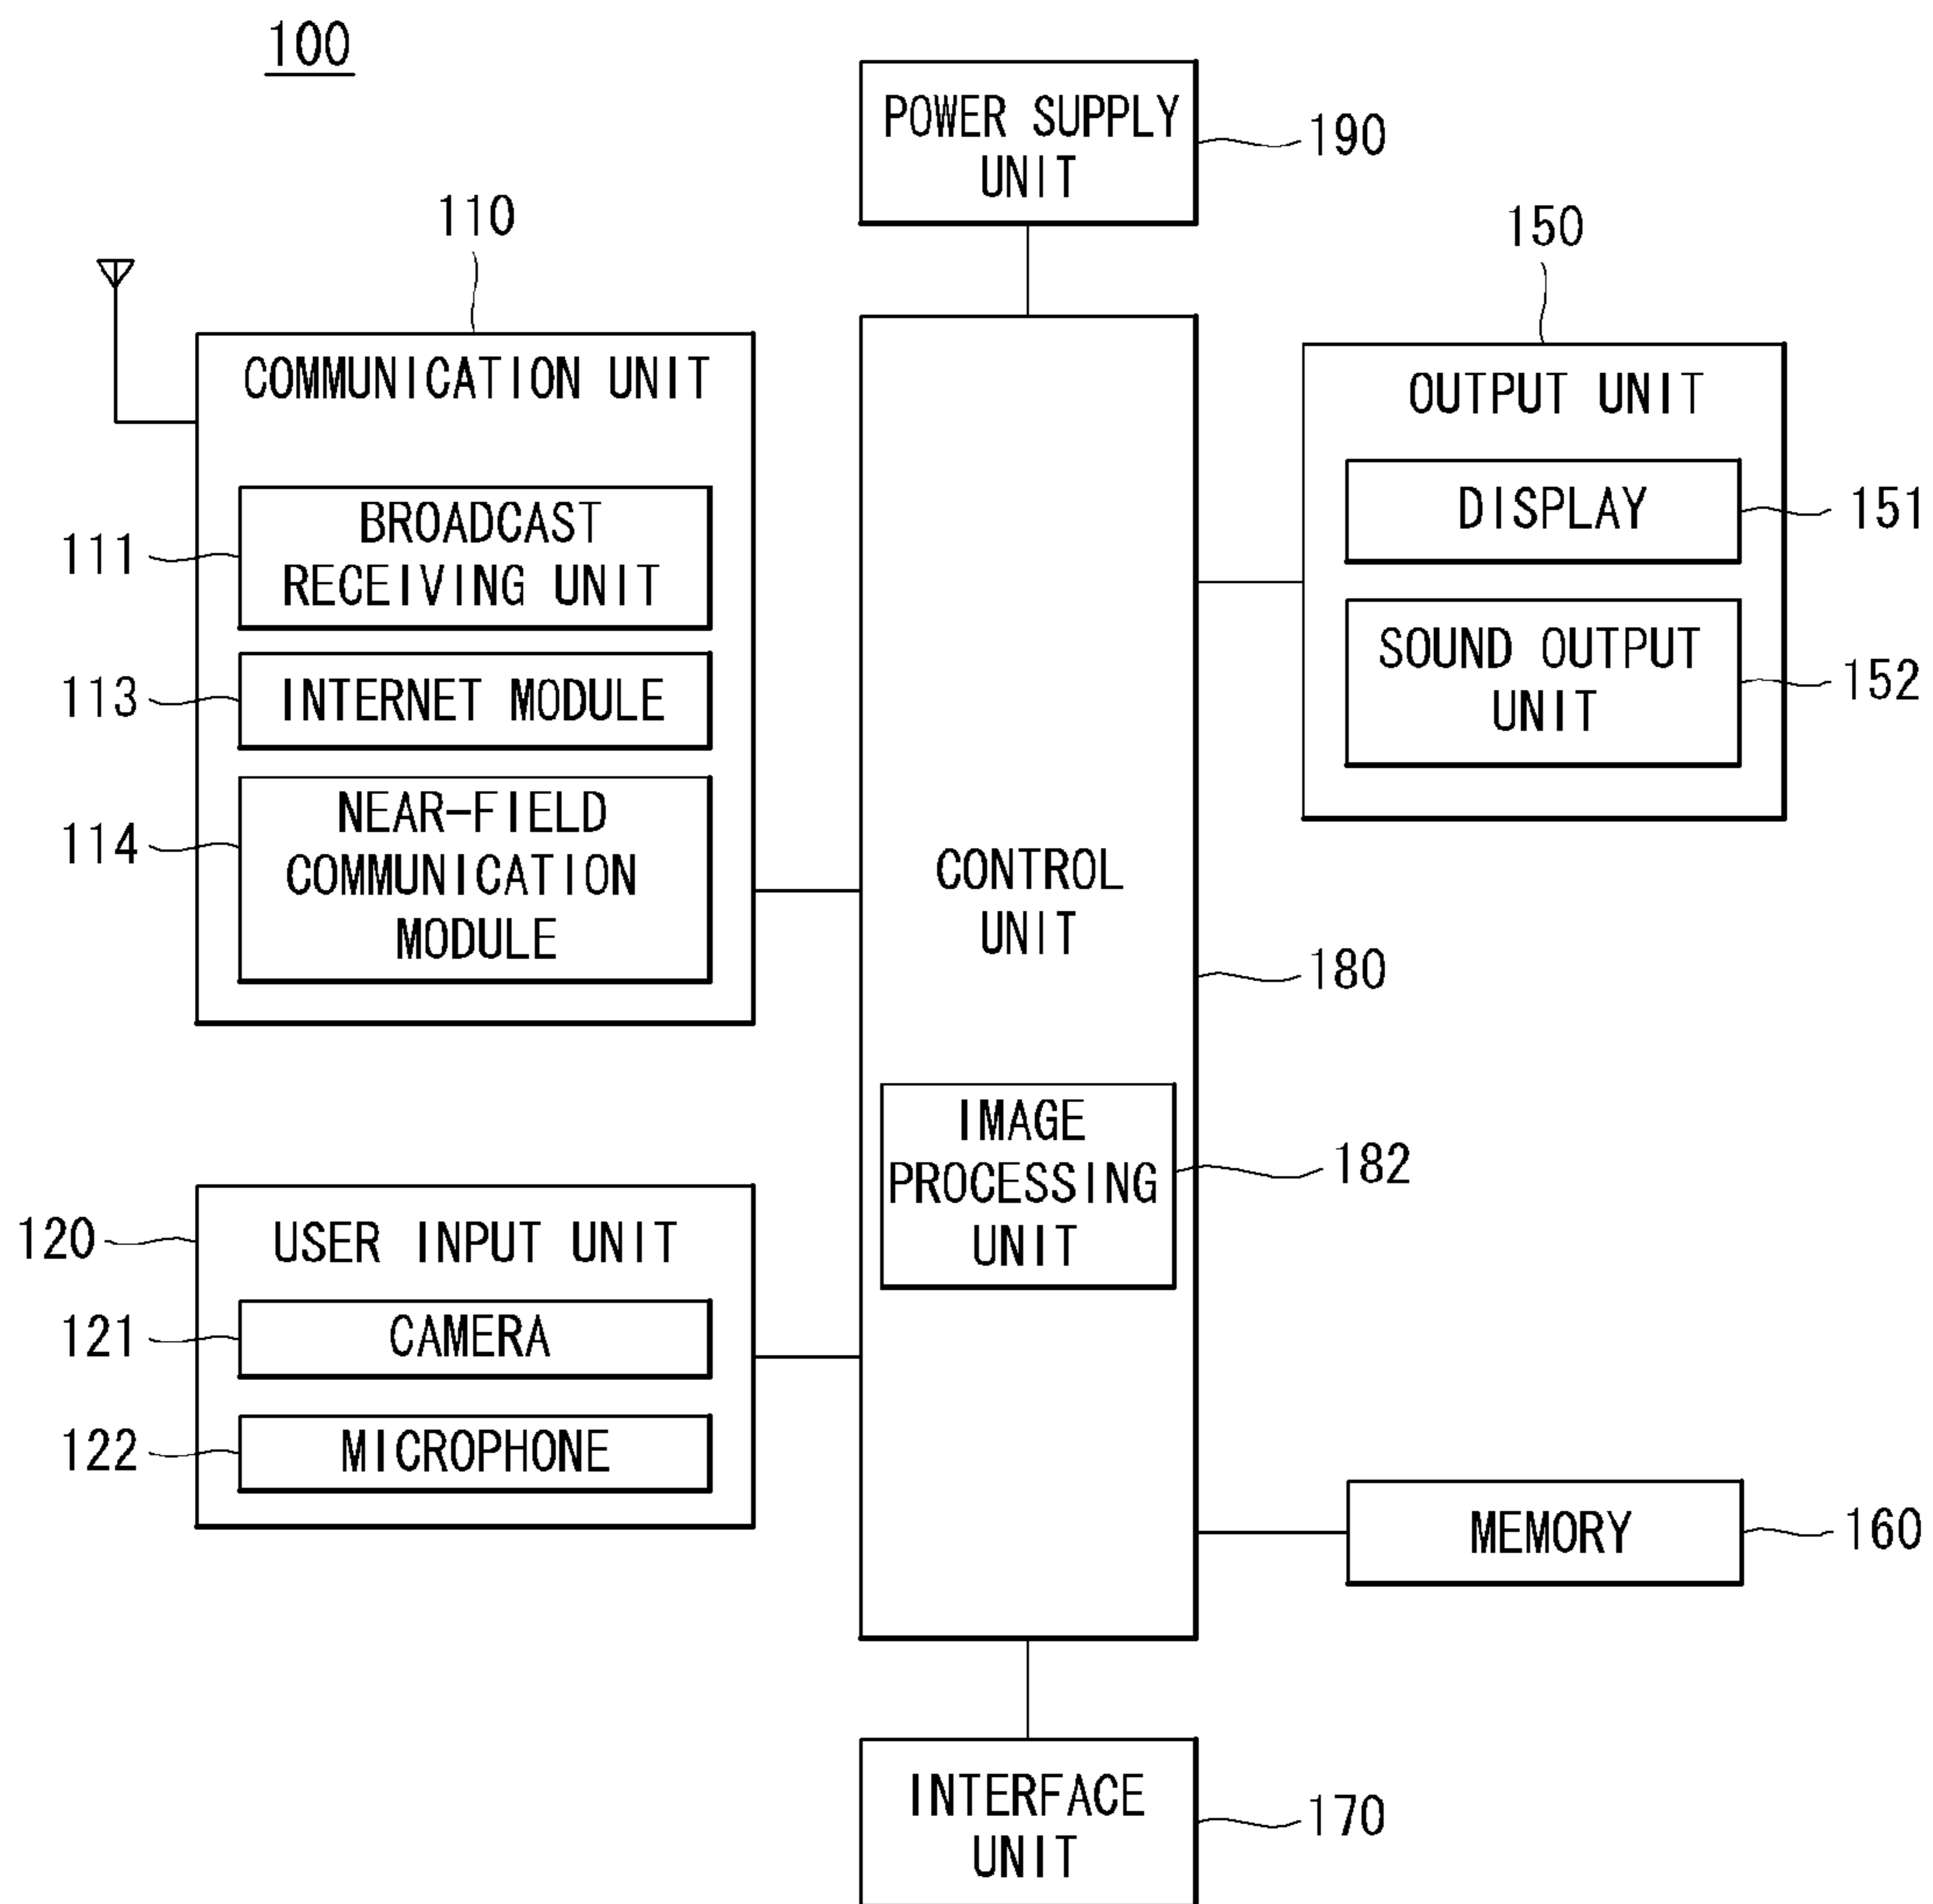 100
POWER SUPPLY
UNIT
190
110
150
COMMUNICATION UNIT
BROADCAST
RECEIVING UNIT
111
INTERNET MODULE
113
NEAR-FIELD
COMMUNICATION
MODULE
114
OUTPUT UNIT
DISPLAY
151
SOUND OUTPUT
UNIT
152
CONTROL
UNIT
180
IMAGE
PROCESSING
UNIT
182
120
USER INPUT UNIT
121
CAMERA
122
MICROPHONE
MEMORY
160
INTERFACE
UNIT
170